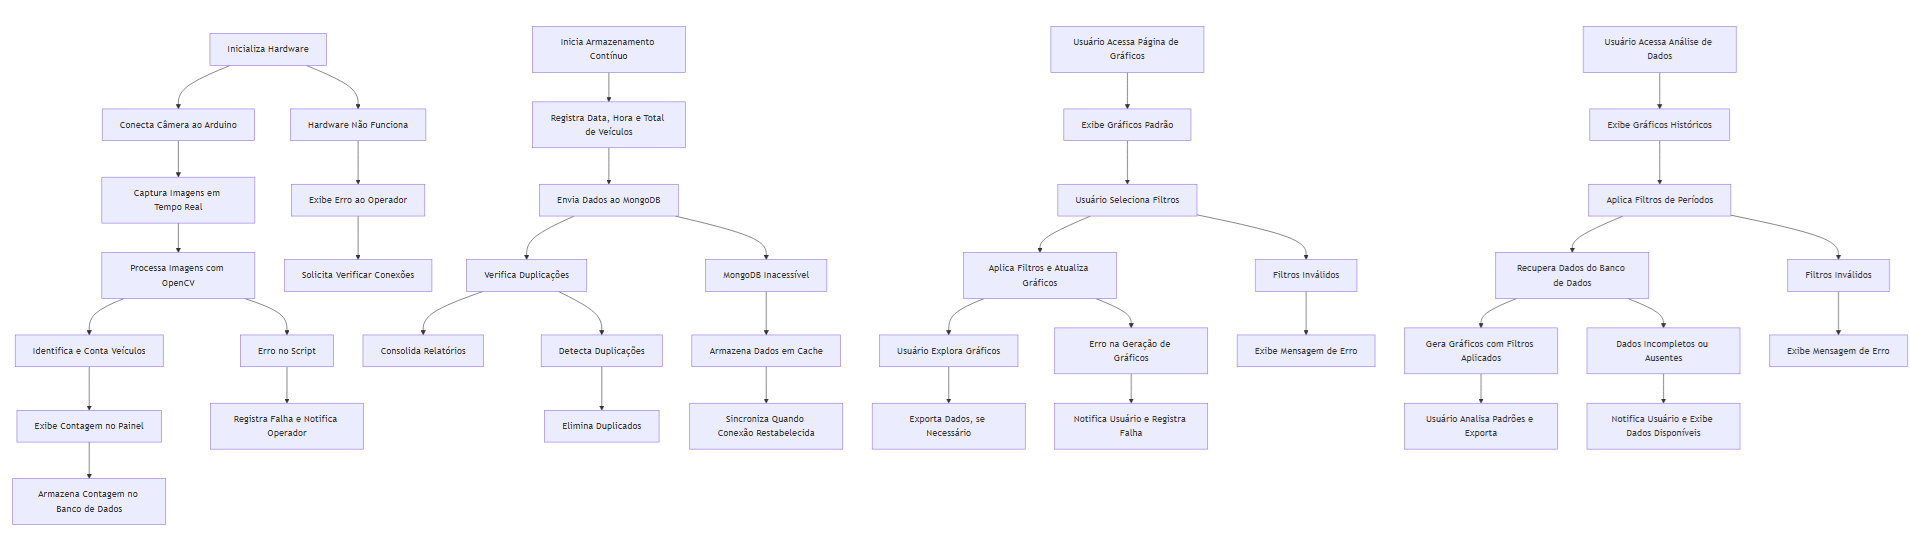 Inicializa Hardware
Conecta Câmera ao Arduino
Hardware Não Funciona
Captura Imagens em
Tempo Real
Exibe Erro ao Operador
Processa Imagens com
OpenCV
Solicita Verificar Conexões
Identifica e Conta Veículos
Erro no Script
Exibe Contagem no Painel
Registra Falha e Notifica
Operador
Armazena Contagem no
Banco de Dados
Inicia Armazenamento
Contínuo
Registra Data, Hora e Total
de Veículos
Envia Dados ao MongoDB
Verifica Duplicações
MongoDB Inacessível
Consolida Relatórios
Detecta Duplicações
Armazena Dados em Cache
Elimina Duplicados
Sincroniza Quando
Conexão Restabelecida
Usuário Acessa Página de
Gráficos
Exibe Gráficos Padrão
Usuário Seleciona Filtros
Aplica Filtros e Atualiza
Gráficos
Filtros Inválidos
Usuário Explora Gráficos
Erro na Geração de
Gráficos
Exibe Mensagem de Erro
Exporta Dados, se
Necessário
Notifica Usuário e Registra
Falha
Usuário Acessa Análise de
Dados
Exibe Gráficos Históricos
Aplica Filtros de Períodos
Recupera Dados do Banco
de Dados
Filtros Inválidos
Gera Gráficos com Filtros
Aplicados
Dados Incompletos ou
Ausentes
Exibe Mensagem de Erro
Usuário Analisa Padrões e
Exporta
Notifica Usuário e Exibe
Dados Disponíveis